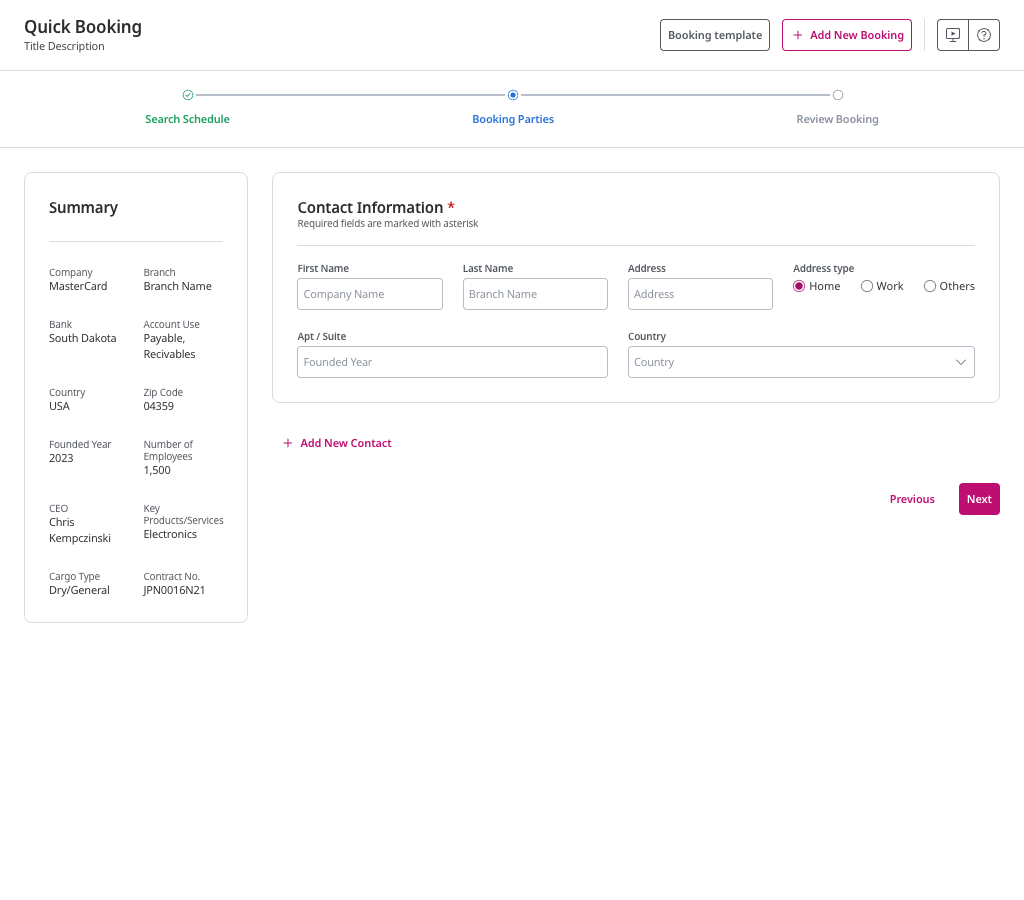 Quick Booking
Title Description
Booking template
Add New Booking
Search Schedule
Booking Parties
Review Booking
Summary
Company
MasterCard
Branch
Branch Name
Bank
South Dakota
Account Use
Payable,
Recivables
Country
USA
Zip Code
04359
Founded Year
2023
Number of
Employees
1,500
CEO
Chris
Kempczinski
Key
Products/Services
Electronics
Cargo Type
Dry/General
Contract No.
JPN0016N21
Contact Information *
Required fields are marked with asterisk
First Name
Company Name
Last Name
Branch Name
Address
Address
Address type
Home
Work
Others
Apt / Suite
Founded Year
Country
Country
Add New Contact
Previous
Next